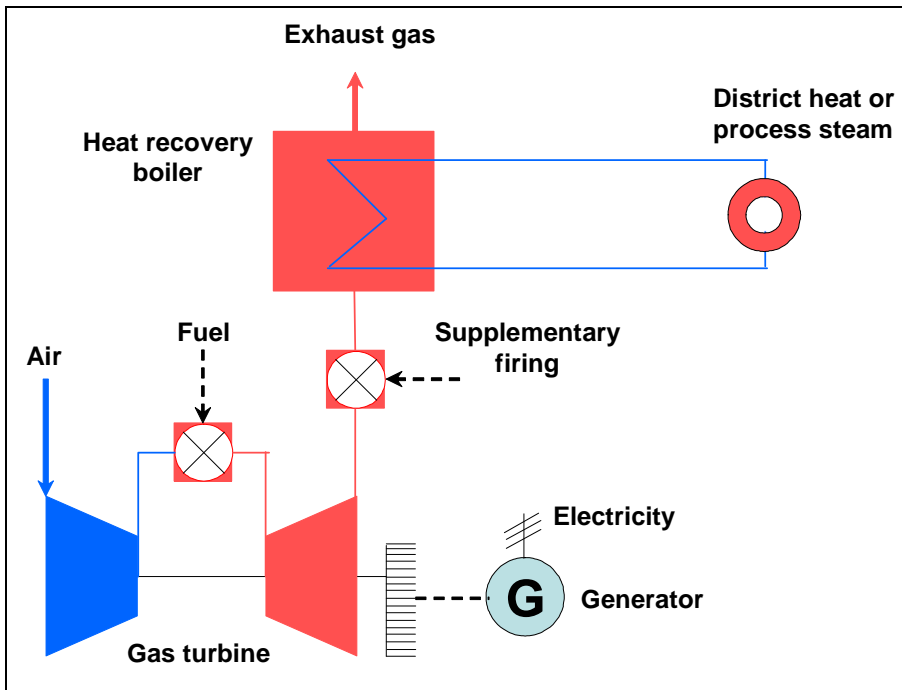 Exhaust gas
District heat or
process steam
Heat recovery
boiler
Fuel
Supplementary
firing
Air
Electricity
G
Generator
Gas turbine